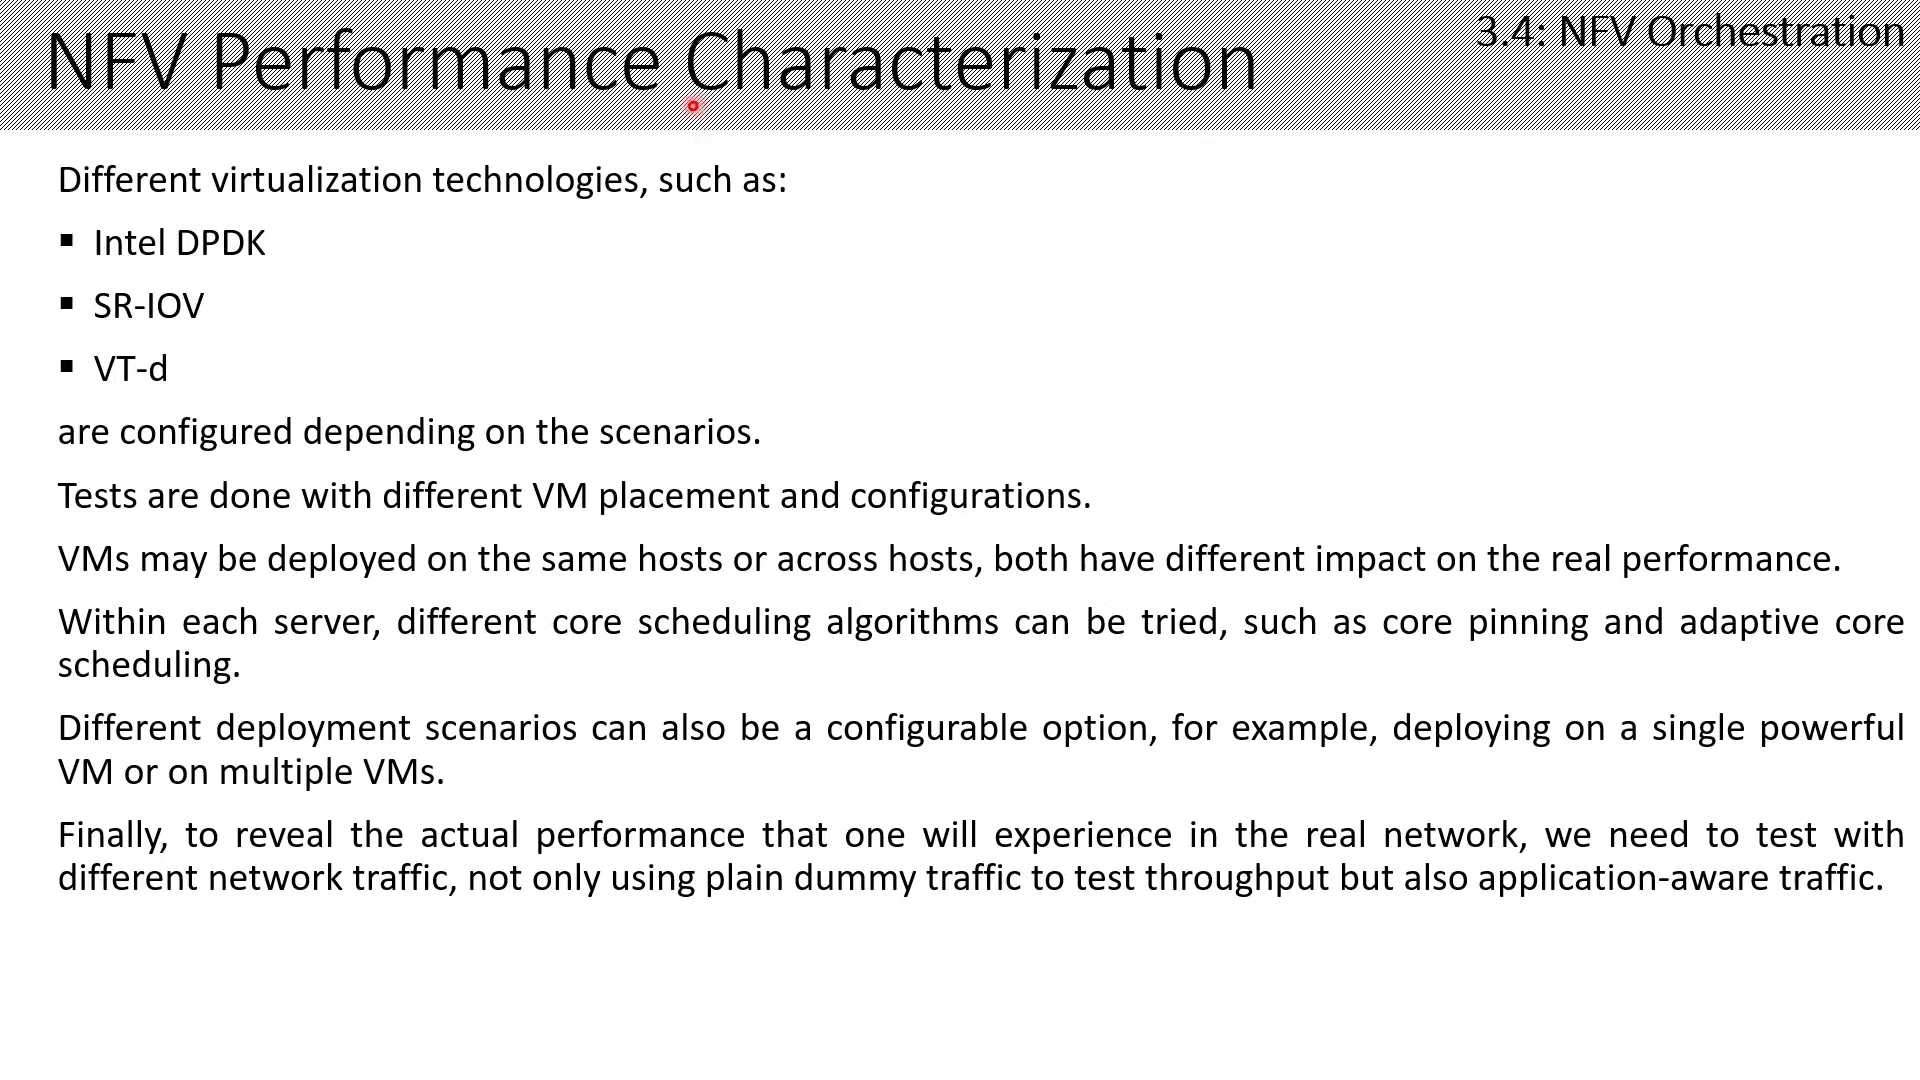 3.4: NFV Orchestration
NFV Performance Characterization
Different virtualization technologies, such as:
▪ Intel DPDK
▪ SR-IOV
▪ VT-d
are configured depending on the scenarios.
Tests are done with different VM placement and configurations.
VMs may be deployed on the same hosts or across hosts, both have different impact on the real performance.
Within each server, different core scheduling algorithms can be tried, such as core pinning and adaptive core
scheduling.
Different deployment scenarios can also be a configurable option, for example, deploying on a single powerful
VM or on multiple VMs.
Finally, to reveal the actual performance that one will experience in the real network, we need to test with
different network traffic, not only using plain dummy traffic to test throughput but also application-aware traffic.